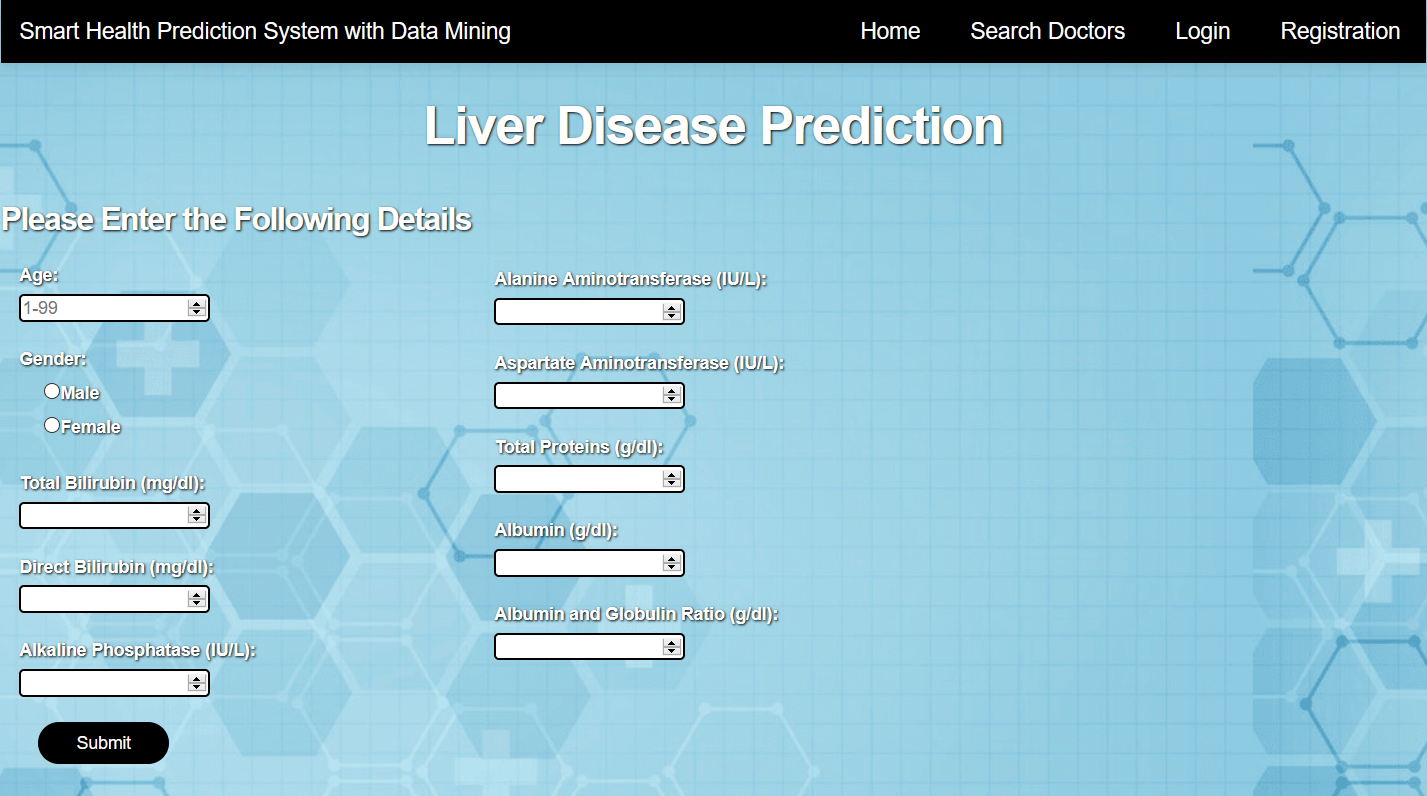 Smart Health Prediction System with Data Mining
Home
Search Doctors
Login
Registration
Liver Disease Prediction
Please Enter the Following Details
Age:
1-99
Gender:
Male
Female
Total Bilirubin (mg/dl):
Direct Bilirubin (mg/dl):
Alkaline Phosphatase (IU/L):
Alanine Aminotransferase (IU/L):
Aspartate Aminotransferase (IU/L):
Total Proteins (g/dl):
Albumin (g/dl):
Albumin and Globulin Ratio (g/dl):
Submit